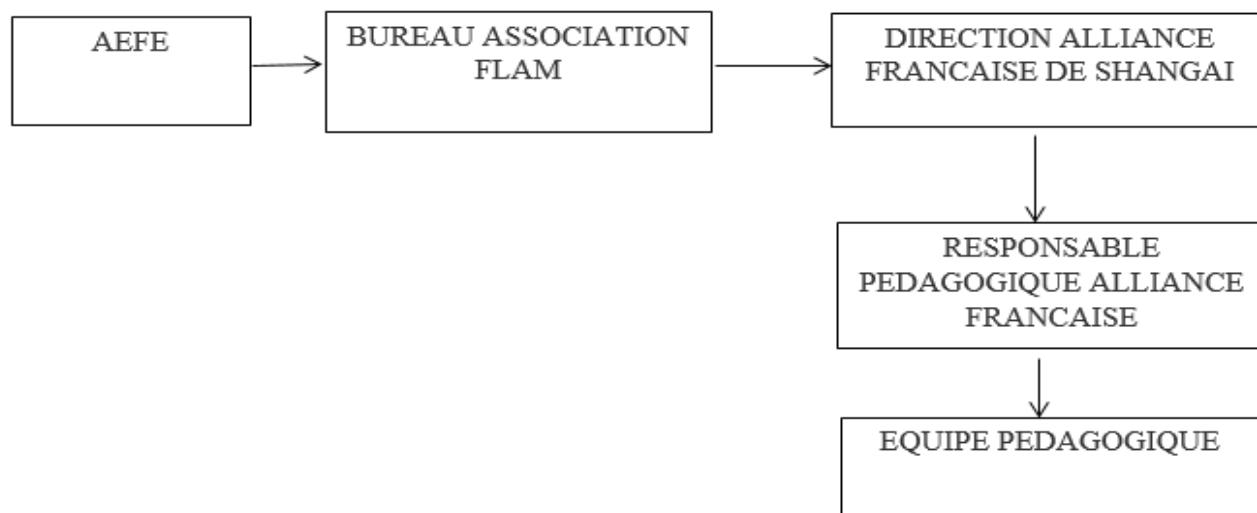 AEFE
BUREAU ASSOCIATION
FLAM
DIRECTION ALLIANCE
FRANCAISE DE SHANGAI
RESPONSABLE
PEDAGOGIQUE ALLIANCE
FRANCAISE
EQUIPE PEDAGOGIQUE